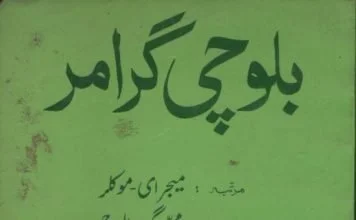 بلوچی گرامر
مرتبہ : میجر ای - موکلر